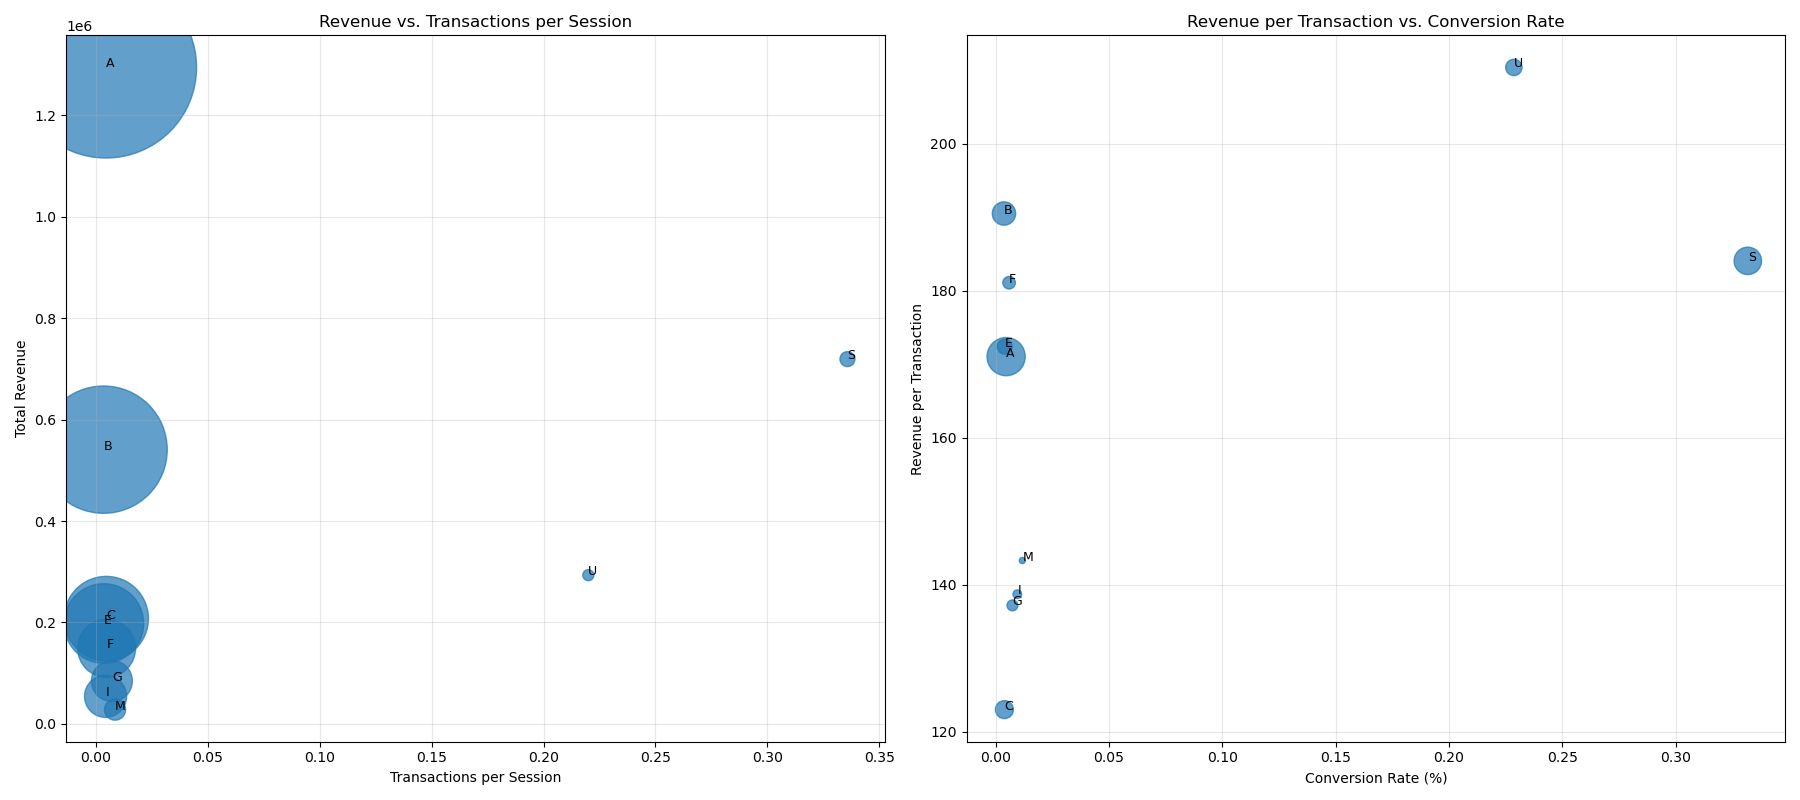 Revenue vs. Transactions per Session
1e6
Total Revenue
1.2
1.0
0.8
0.6
0.4
0.2
0.0
A
S
B
U
C
E
F
G
I
M
0.00 0.05 0.10 0.15 0.20 0.25 0.30 0.35
Transactions per Session
Revenue per Transaction vs. Conversion Rate
Revenue per Transaction
200
180
160
140
120
U
B
S
F
E
A
M
I
G
C
0.00 0.05 0.10 0.15 0.20 0.25 0.30
Conversion Rate (%)